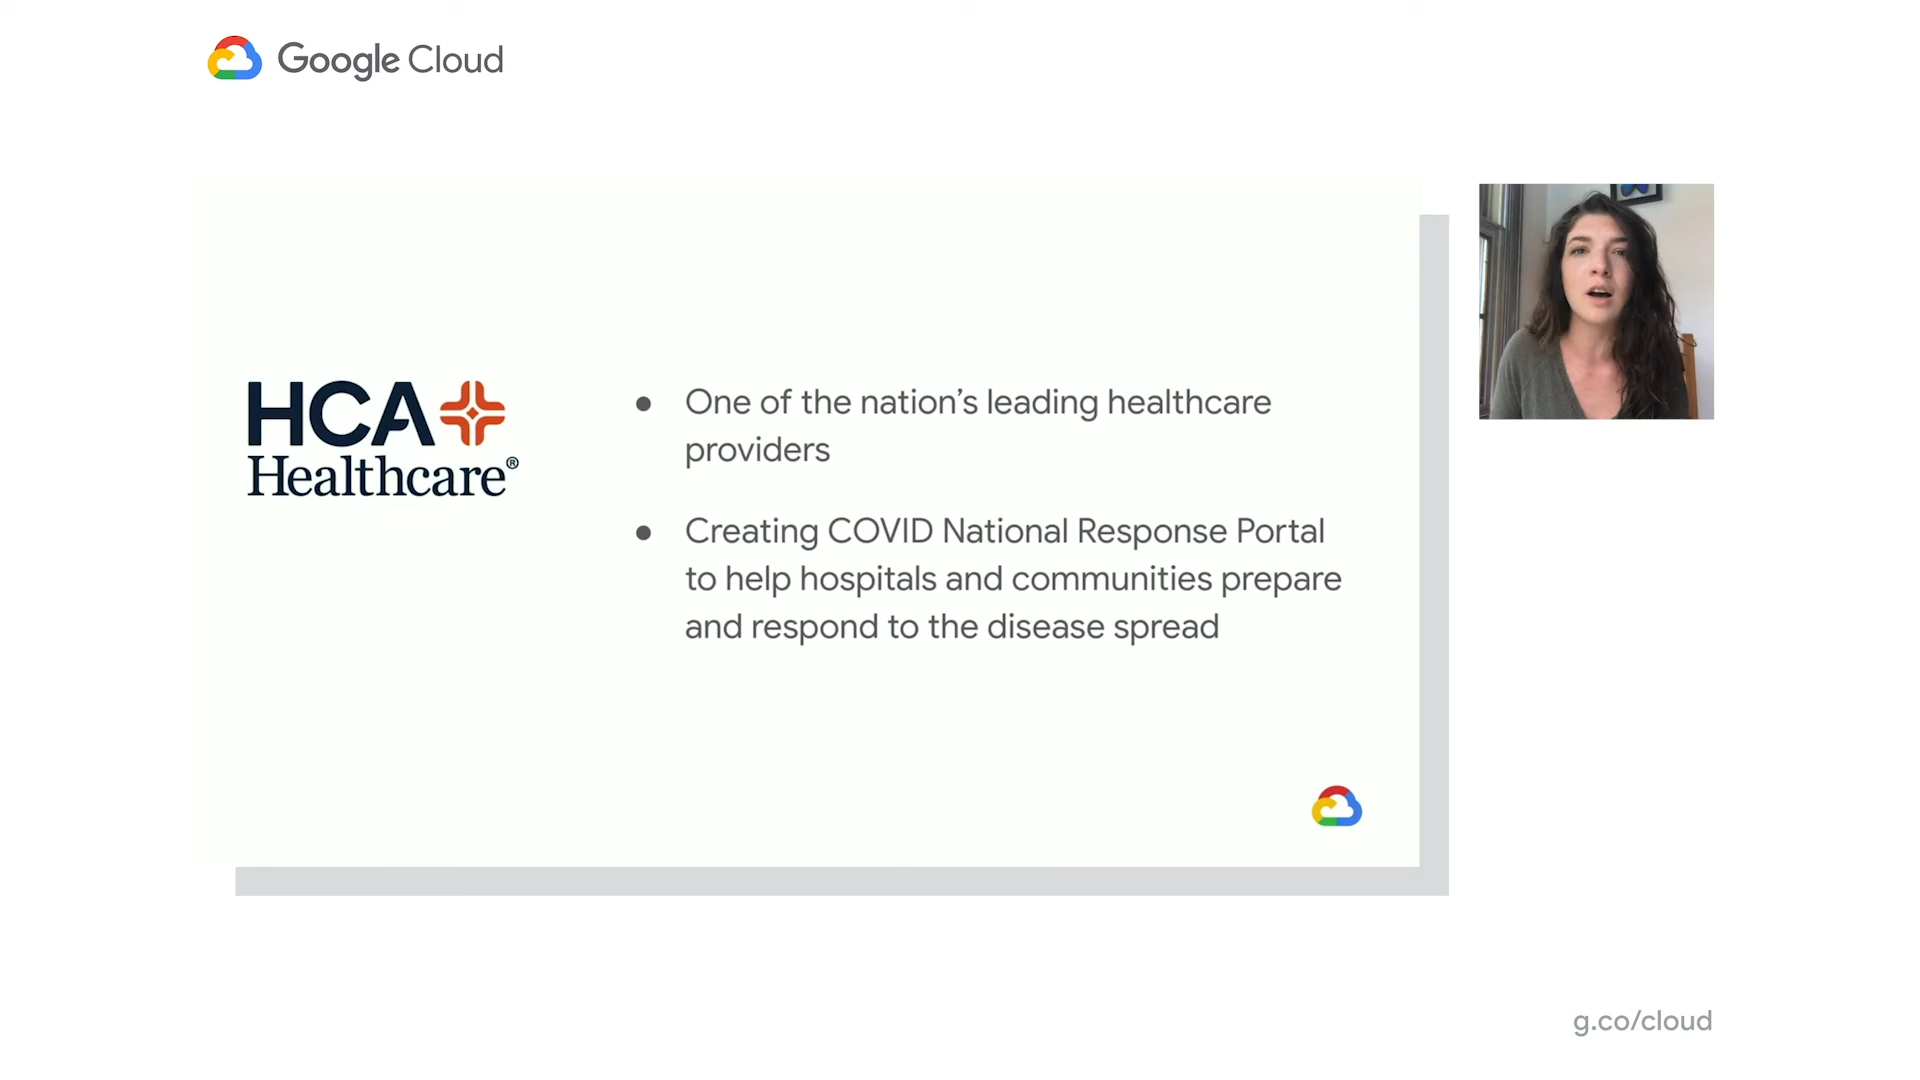 Google Cloud
HCA
Healthcare®
● One of the nation’s leading healthcare
providers
● Creating COVID National Response Portal
to help hospitals and communities prepare
and respond to the disease spread
g.co/cloud